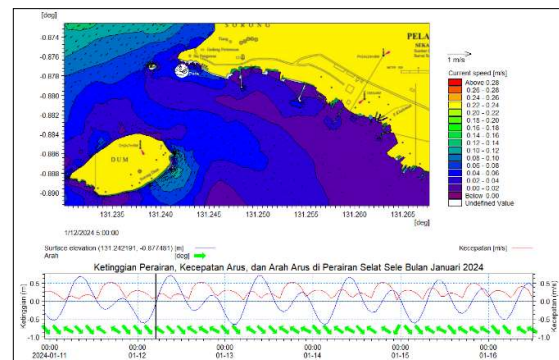 [deg]
-0.874
-0.876
-0.878
-0.880
-0.882
-0.884
-0.886
-0.888
-0.890
SORONG
PELA
DUM
1 m/s
Current speed [m/s]
Above 0.28
0.26 - 0.28
0.24 - 0.26
0.22 - 0.24
0.20 - 0.22
0.18 - 0.20
0.16 - 0.18
0.14 - 0.16
0.12 - 0.14
0.10 - 0.12
0.08 - 0.10
0.06 - 0.08
0.04 - 0.06
0.02 - 0.04
0.00 - 0.02
Below 0.00
Undefined Value
131.235 131.240 131.245 131.250 131.255 131.260 131.265
[deg]
1/12/2024 5:00:00
Surface elevation (131.242191, -0.877481) [m]
Kecepatan [m/s]
Arah [deg]
Ketinggian Perairan, Kecepatan Arus, dan Arah Arus di Perairan Selat Sele Bulan Januari 2024
Ketinggian [m]
0.5
0.0
-0.5
-1.0
0.5
0.0
-0.5
-1.0
Kecepatan [m/s]
00:00 00:00 00:00 00:00 00:00 00:00
2024-01-11 01-12 01-13 01-14 01-15 01-16